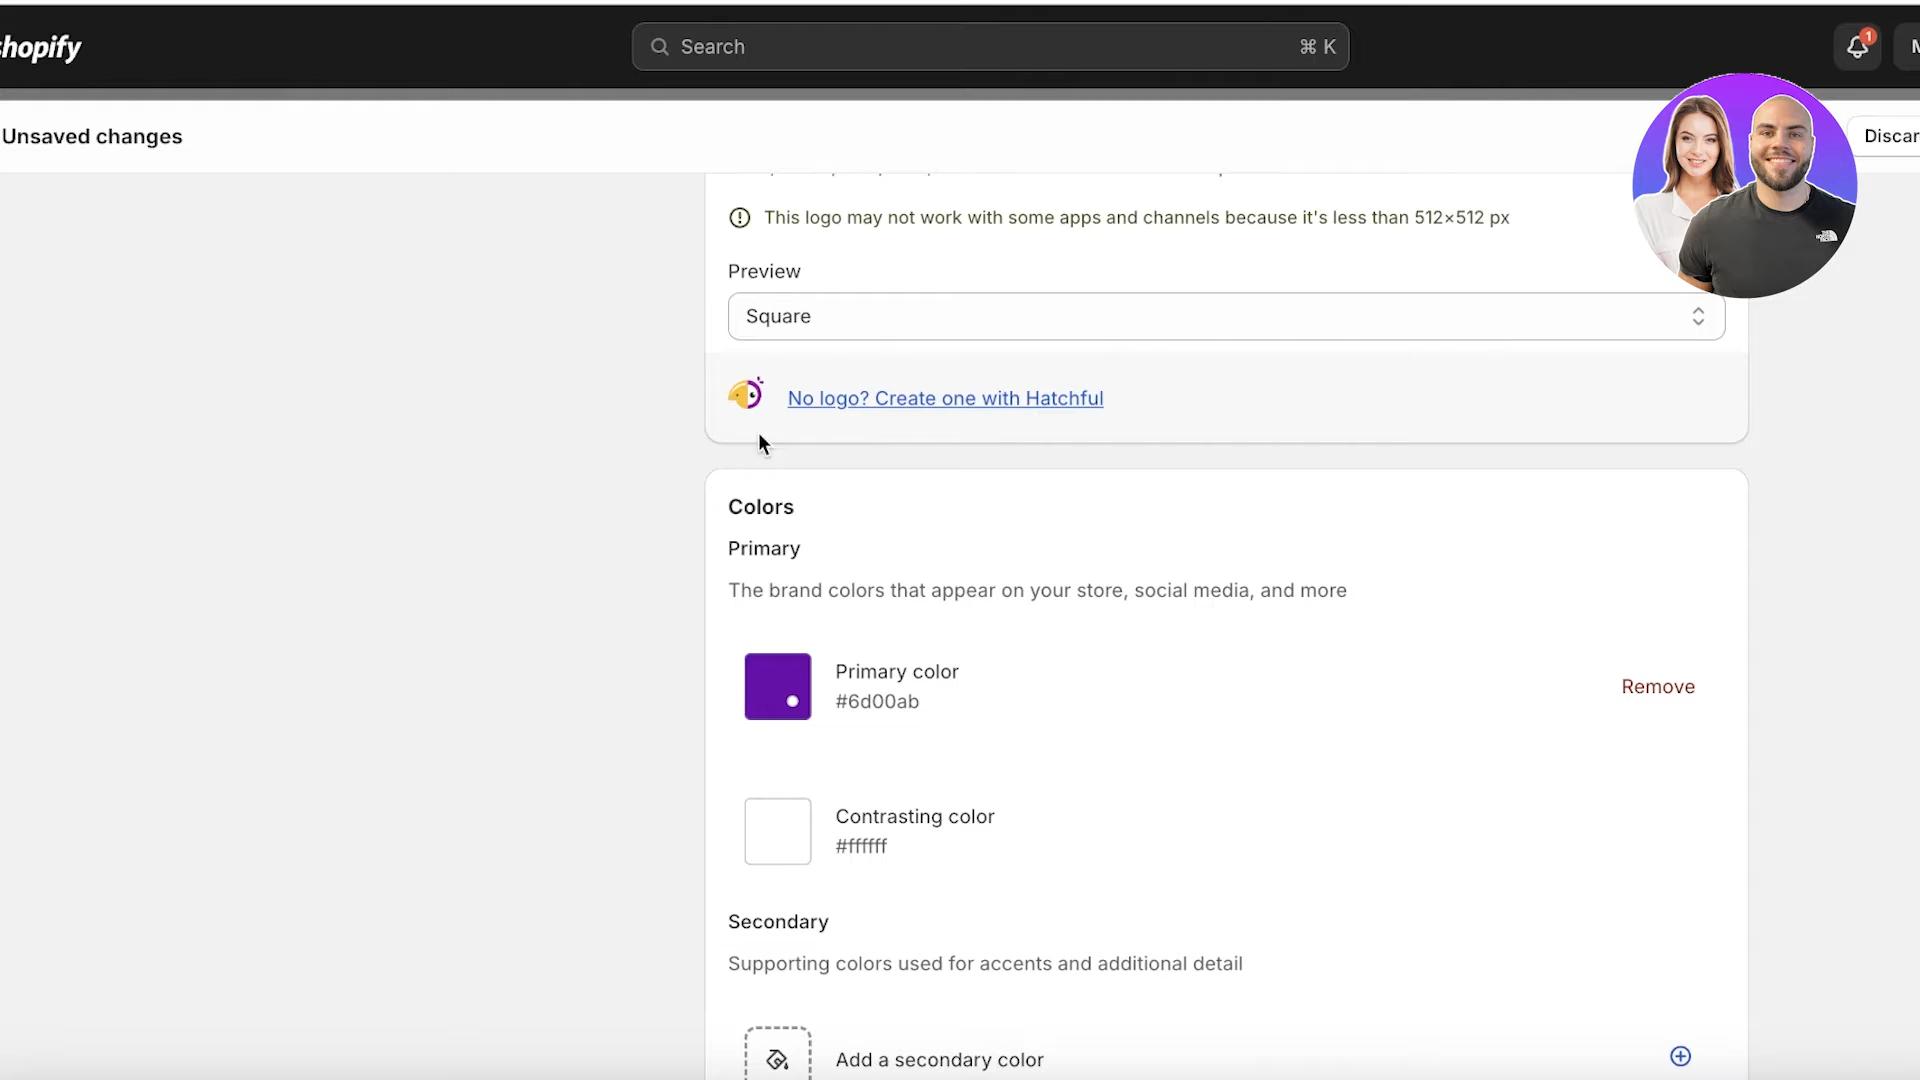 shopify
Search
⌘ K
1
Unsaved changes
Discar
This logo may not work with some apps and channels because it's less than 512×512 px
Preview
Square
No logo? Create one with Hatchful
Colors
Primary
The brand colors that appear on your store, social media, and more
Primary color
#6d00ab
Remove
Contrasting color
#ffffff
Secondary
Supporting colors used for accents and additional detail
Add a secondary color